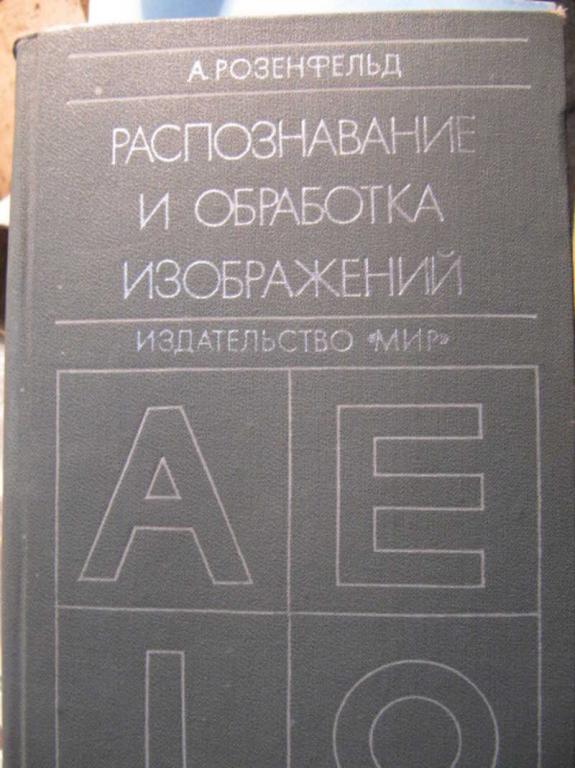 А. РОЗЕНФЕЛЬД
РАСПОЗНАВАНИЕ
И ОБРАБОТКА
ИЗОБРАЖЕНИЙ
ИЗДАТЕЛЬСТВО «МИР»
A E
I O